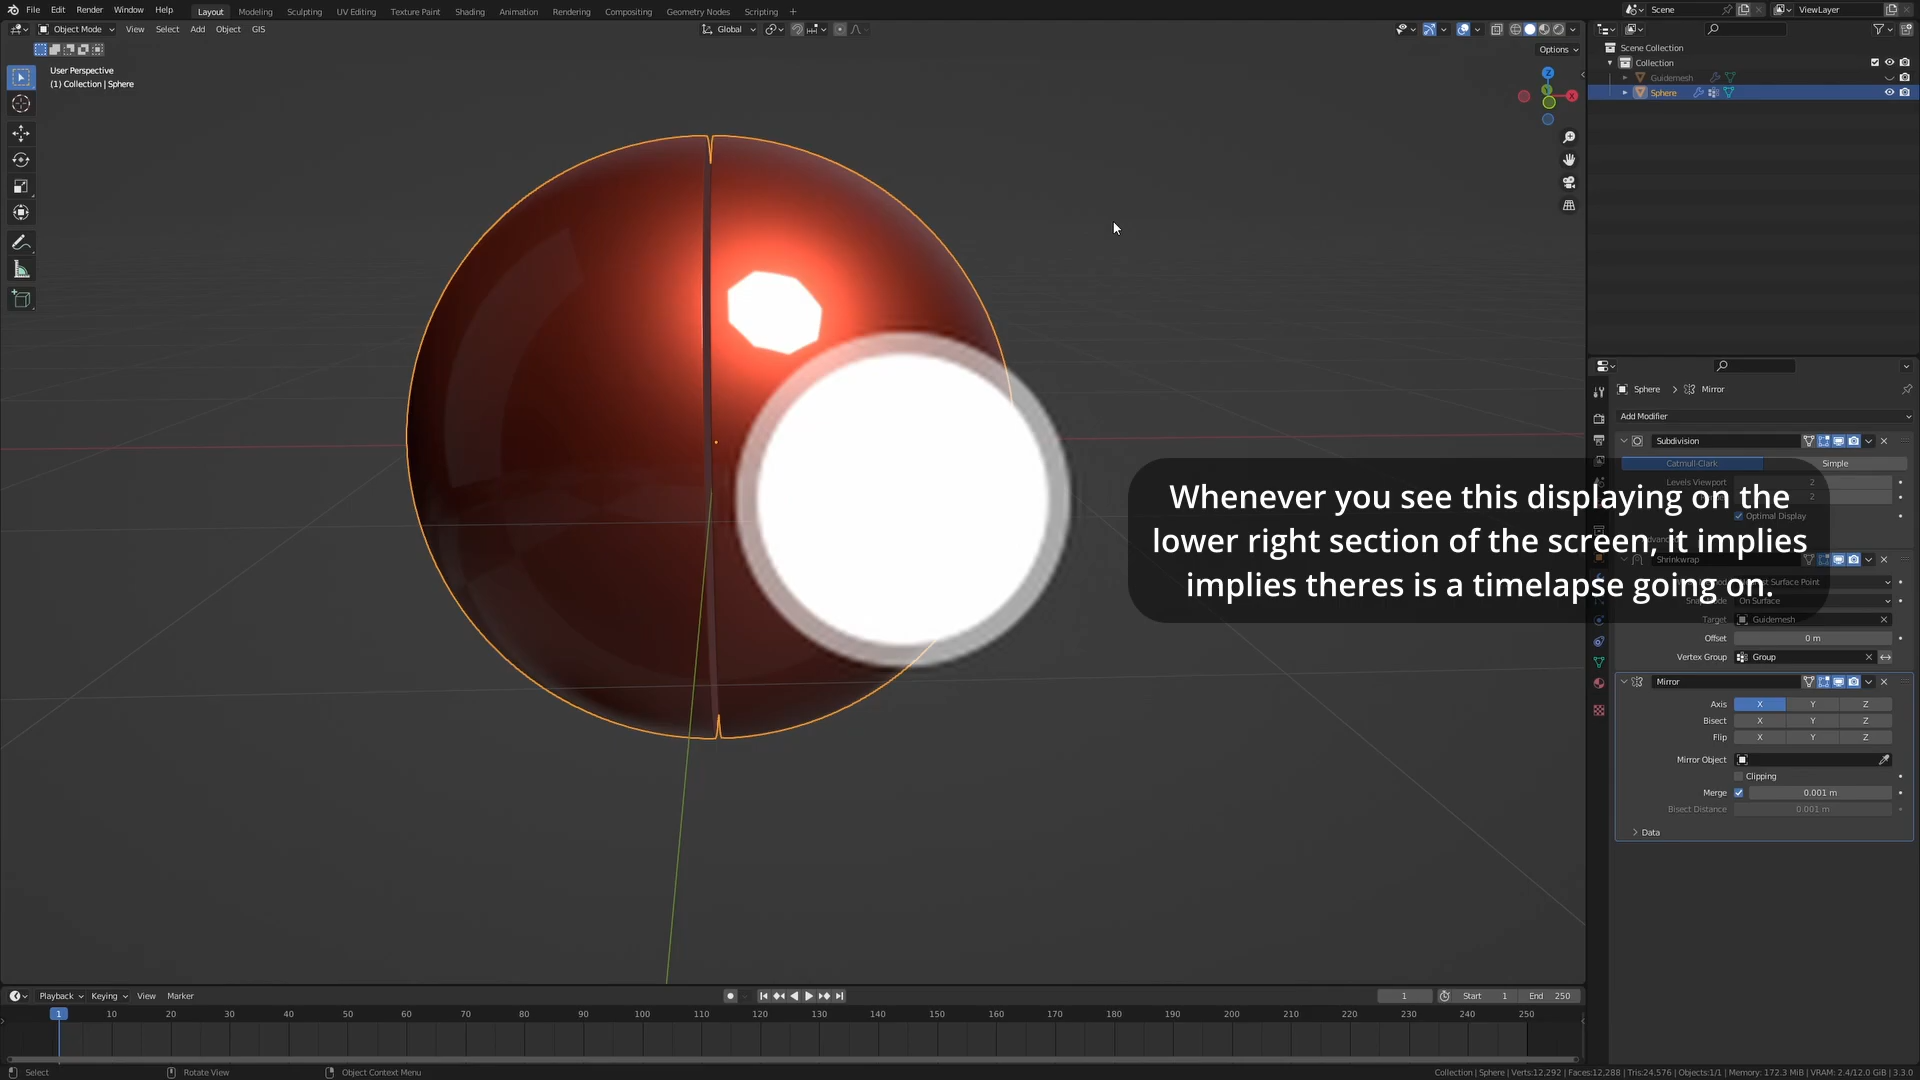 File Edit Render Window Help Layout Modeling Sculpting UV Editing Texture Paint Shading Animation Rendering Compositing Geometry Nodes Scripting + Scene ViewLayer
Object Mode View Select Add Object GIS Global
Options
User Perspective
(1) Collection | Sphere
Z
X
Scene Collection
Collection
Guidemesh
Sphere
Sphere > Mirror
Add Modifier
Subdivision
Catmull-Clark Simple
Levels Viewport 2
2
Optimal Display
Shrinkwrap
Surface Point
On Surface
Target Guidemesh
Offset 0 m
Vertex Group Group
Mirror
Axis X Y Z
Bisect X Y Z
Flip X Y Z
Mirror Object
Clipping
Merge 0.001 m
Bisect Distance 0.001 m
Data
Whenever you see this displaying on the
lower right section of the screen, it implies
implies theres is a timelapse going on.
Playback Keying View Marker 1 Start 1 End 250
1 10 20 30 40 50 60 70 80 90 100 110 120 130 140 150 160 170 180 190 200 210 220 230 240 250
Select Rotate View Object Context Menu Collection | Sphere | Verts:12,292 | Faces:12,288 | Tris:24,576 | Objects:1/1 | Memory: 172.3 MiB | VRAM: 2.4/12.0 GiB | 3.3.0